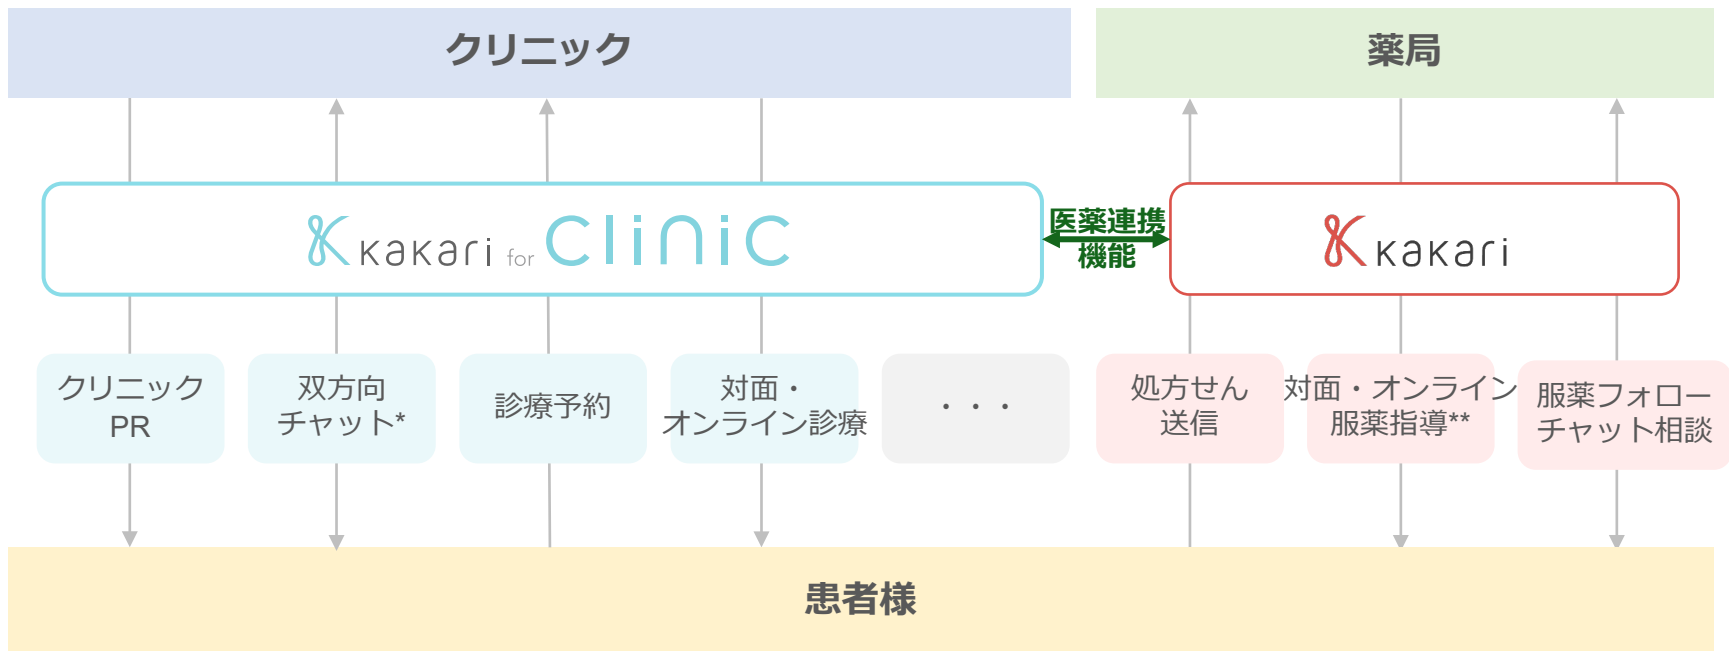 クリニック
薬局
kakari for clinic
医薬連携
機能
kakari
クリニック
PR
双方向
チャット*
診療予約
対面・
オンライン診療
・・・
処方せん
送信
対面・オンライン
服薬指導**
服薬フォロー
チャット相談
患者様